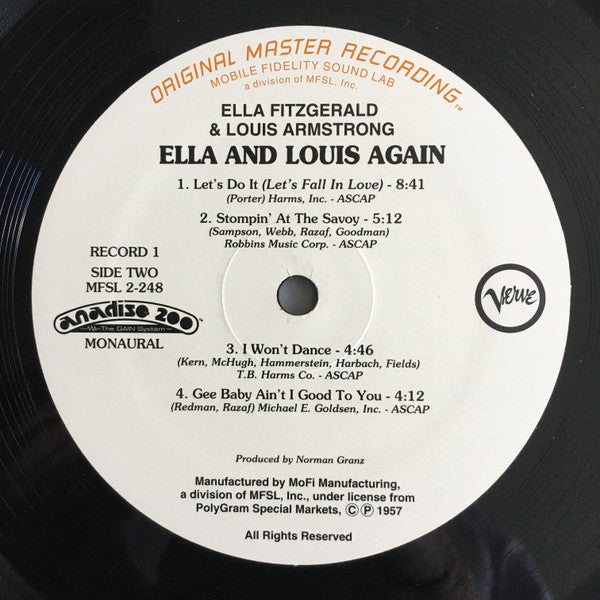 ORIGINAL MASTER RECORDING™
MOBILE FIDELITY SOUND LAB
a division of MFSL, Inc.
ELLA FITZGERALD
& LOUIS ARMSTRONG
ELLA AND LOUIS AGAIN
1. Let's Do It (Let's Fall In Love) - 8:41
(Porter) Harms, Inc. - ASCAP
2. Stompin' At The Savoy - 5:12
(Sampson, Webb, Razaf, Goodman)
Robbins Music Corp. - ASCAP
RECORD 1
SIDE TWO
MFSL 2-248
anadisq 200™
The GAIN System
MONAURAL
Verve
3. I Won't Dance - 4:46
(Kern, McHugh, Hammerstein, Harbach, Fields)
T.B. Harms Co. - ASCAP
4. Gee Baby Ain't I Good To You - 4:12
(Redman, Razaf) Michael E. Goldsen, Inc. - ASCAP
Produced by Norman Granz
Manufactured by MoFi Manufacturing,
a division of MFSL, Inc., under license from
PolyGram Special Markets, Ⓒ Ⓟ 1957
All Rights Reserved